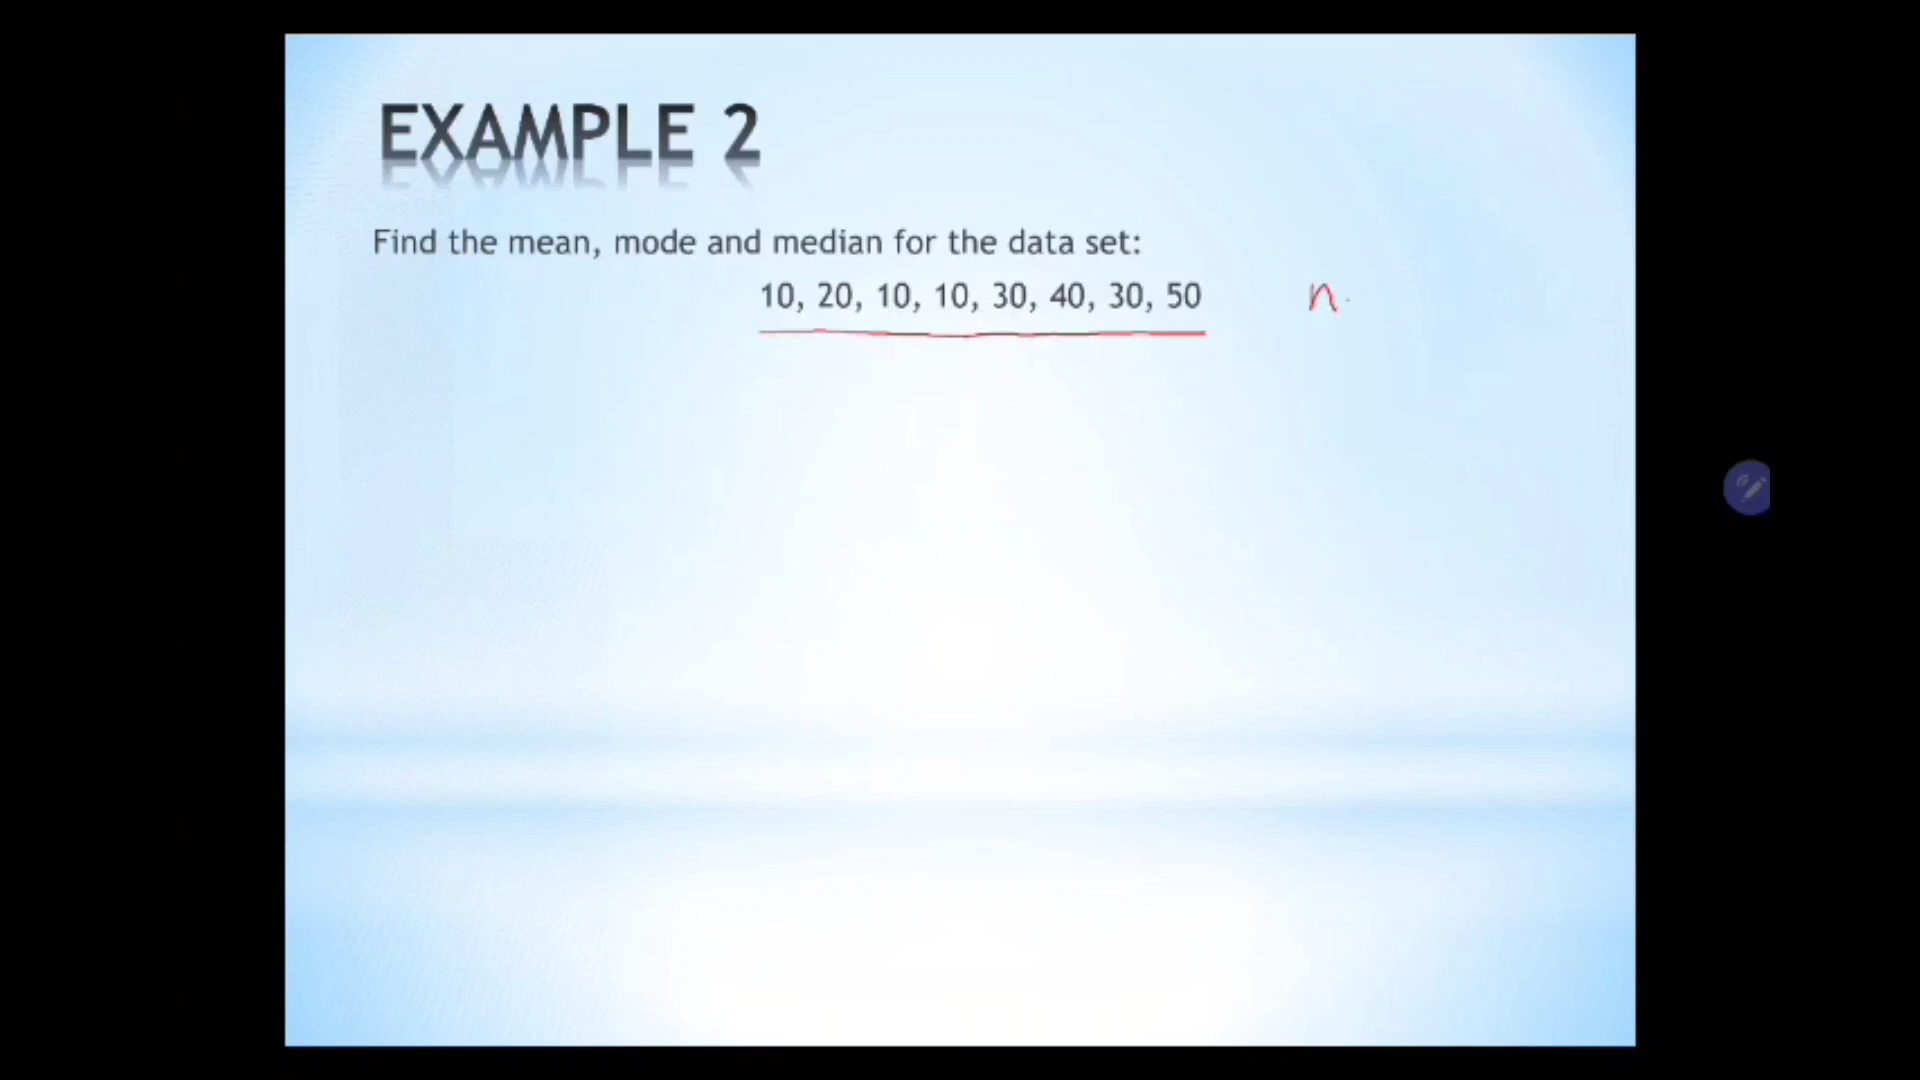 EXAMPLE 2
Find the mean, mode and median for the data set:
10, 20, 10, 10, 30, 40, 30, 50 n